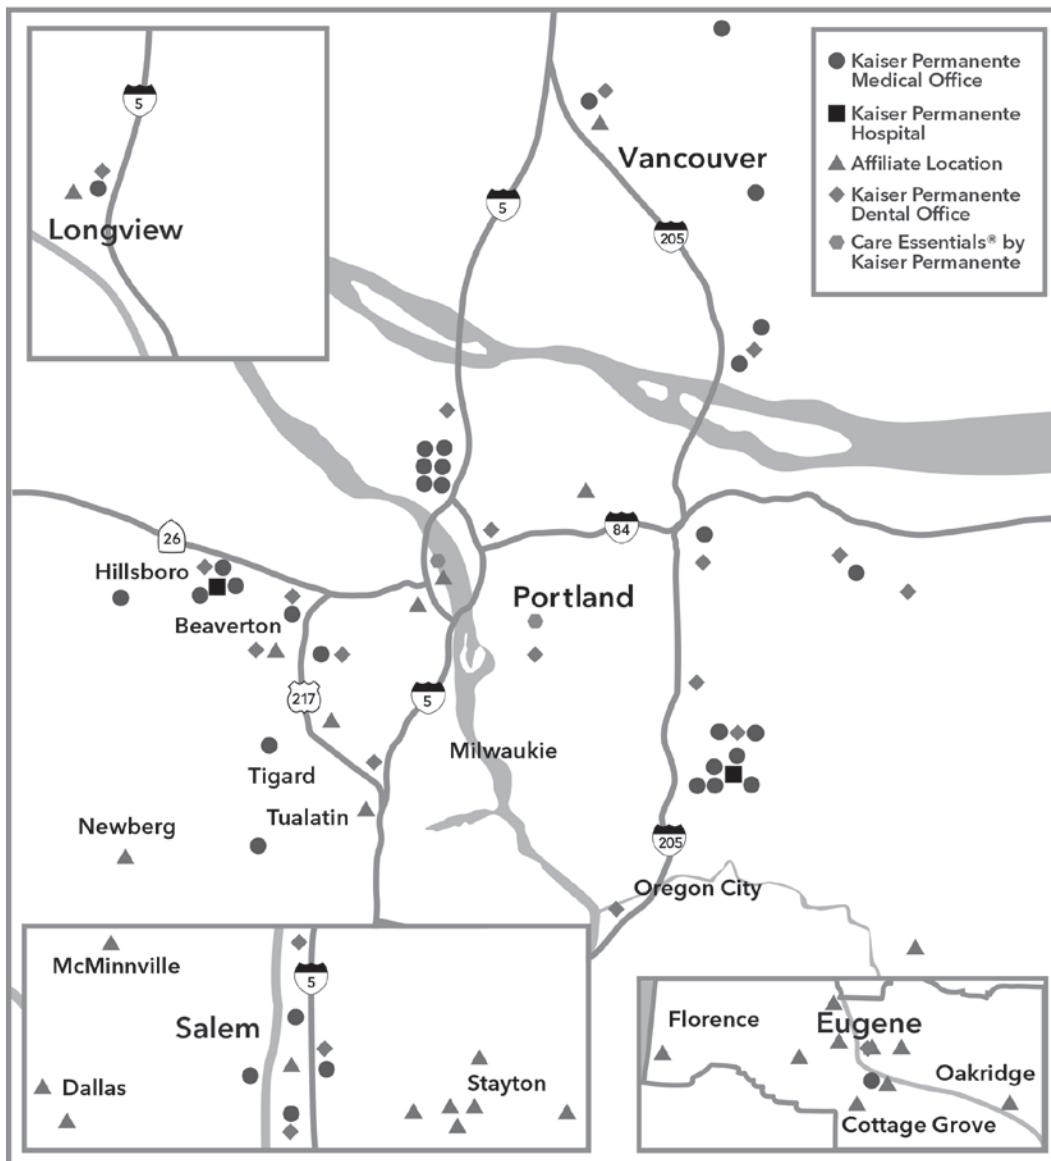 5
Longview
Kaiser Permanente
Medical Office
Kaiser Permanente
Hospital
Affiliate Location
Kaiser Permanente
Dental Office
Care Essentials® by
Kaiser Permanente
Vancouver
5
205
84
26
Hillsboro
Portland
Beaverton
217
5
Milwaukie
Tigard
Tualatin
Newberg
205
Oregon City
McMinnville
5
Salem
Dallas
Stayton
Florence
Eugene
Oakridge
Cottage Grove